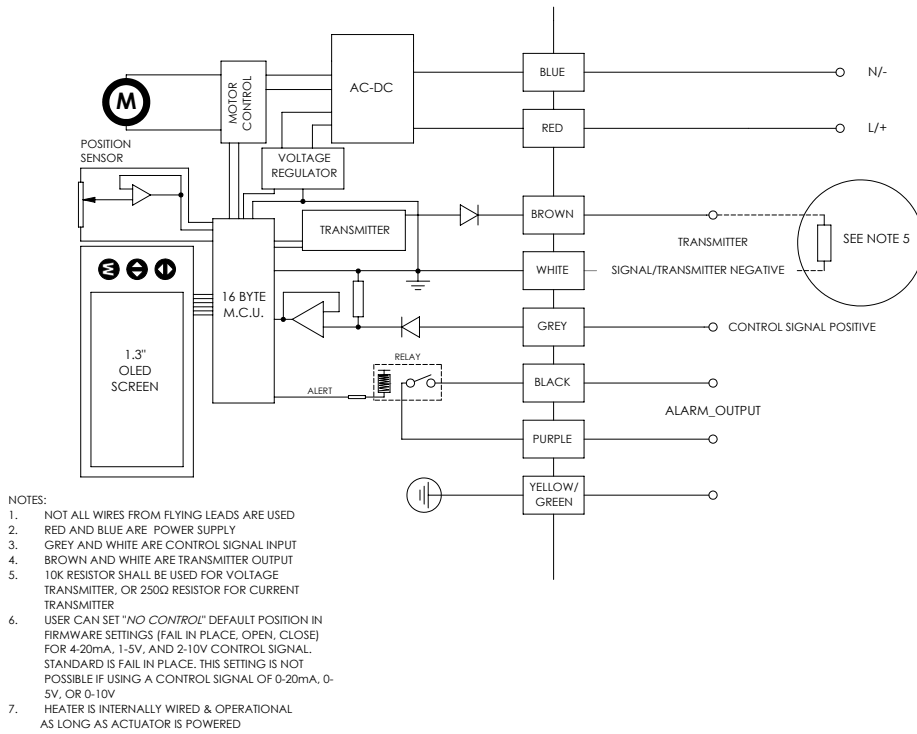 BLUE
N/-
AC-DC
MOTOR
CONTROL
M
RED
L/+
POSITION
SENSOR
VOLTAGE
REGULATOR
BROWN
TRANSMITTER
TRANSMITTER
SEE NOTE 5
WHITE
SIGNAL/TRANSMITTER NEGATIVE
16 BYTE
M.C.U.
GREY
CONTROL SIGNAL POSITIVE
1.3"
OLED
SCREEN
RELAY
BLACK
ALERT
ALARM_OUTPUT
PURPLE
YELLOW/
GREEN
NOTES:
1. NOT ALL WIRES FROM FLYING LEADS ARE USED
2. RED AND BLUE ARE POWER SUPPLY
3. GREY AND WHITE ARE CONTROL SIGNAL INPUT
4. BROWN AND WHITE ARE TRANSMITTER OUTPUT
5. 10K RESISTOR SHALL BE USED FOR VOLTAGE
TRANSMITTER, OR 250Ω RESISTOR FOR CURRENT
TRANSMITTER
6. USER CAN SET "NO CONTROL" DEFAULT POSITION IN
FIRMWARE SETTINGS (FAIL IN PLACE, OPEN, CLOSE)
FOR 4-20mA, 1-5V, AND 2-10V CONTROL SIGNAL.
STANDARD IS FAIL IN PLACE. THIS SETTING IS NOT
POSSIBLE IF USING A CONTROL SIGNAL OF 0-20mA, 0-
5V, OR 0-10V
7. HEATER IS INTERNALLY WIRED & OPERATIONAL
AS LONG AS ACTUATOR IS POWERED